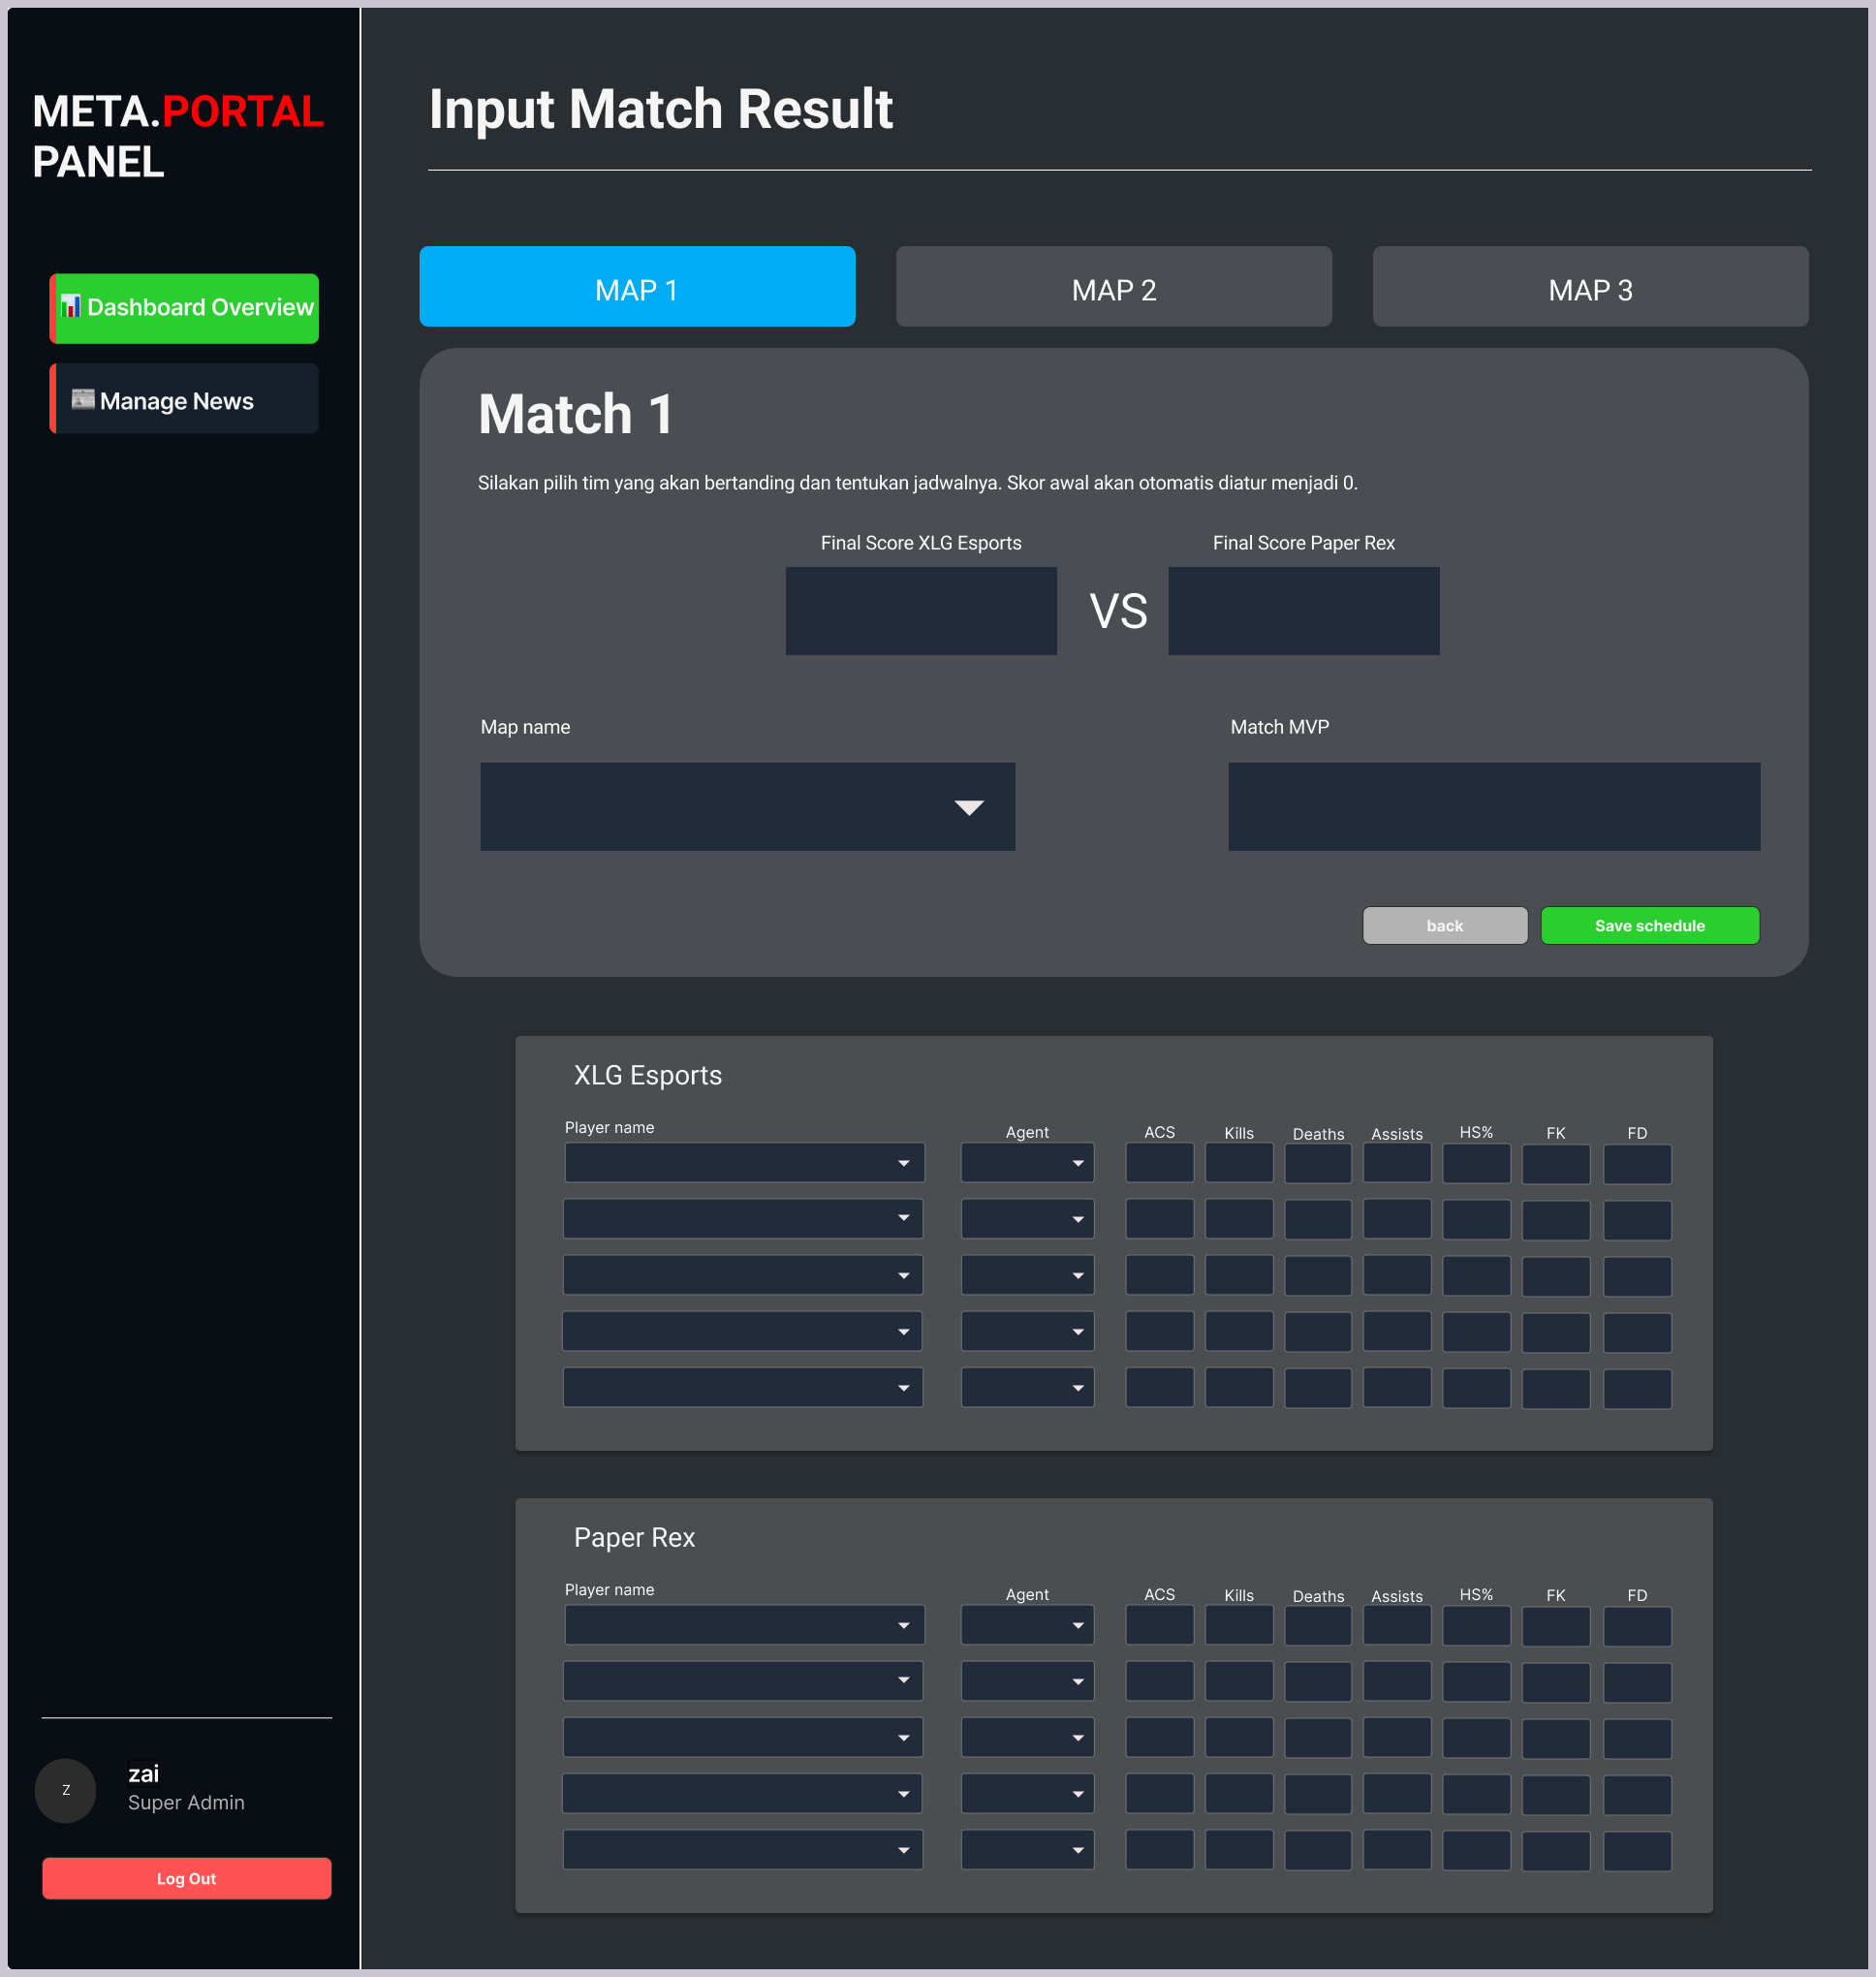 META.PORTAL
PANEL
Dashboard Overview
Manage News
zai
Z
Super Admin
Log Out
Input Match Result
MAP 1
MAP 2
MAP 3
Match 1
Silakan pilih tim yang akan bertanding dan tentukan jadwalnya. Skor awal akan otomatis diatur menjadi 0.
Final Score XLG Esports
Final Score Paper Rex
VS
Map name
Match MVP
back
Save schedule
XLG Esports
Player name Agent ACS Kills Deaths Assists HS% FK FD
Paper Rex
Player name Agent ACS Kills Deaths Assists HS% FK FD